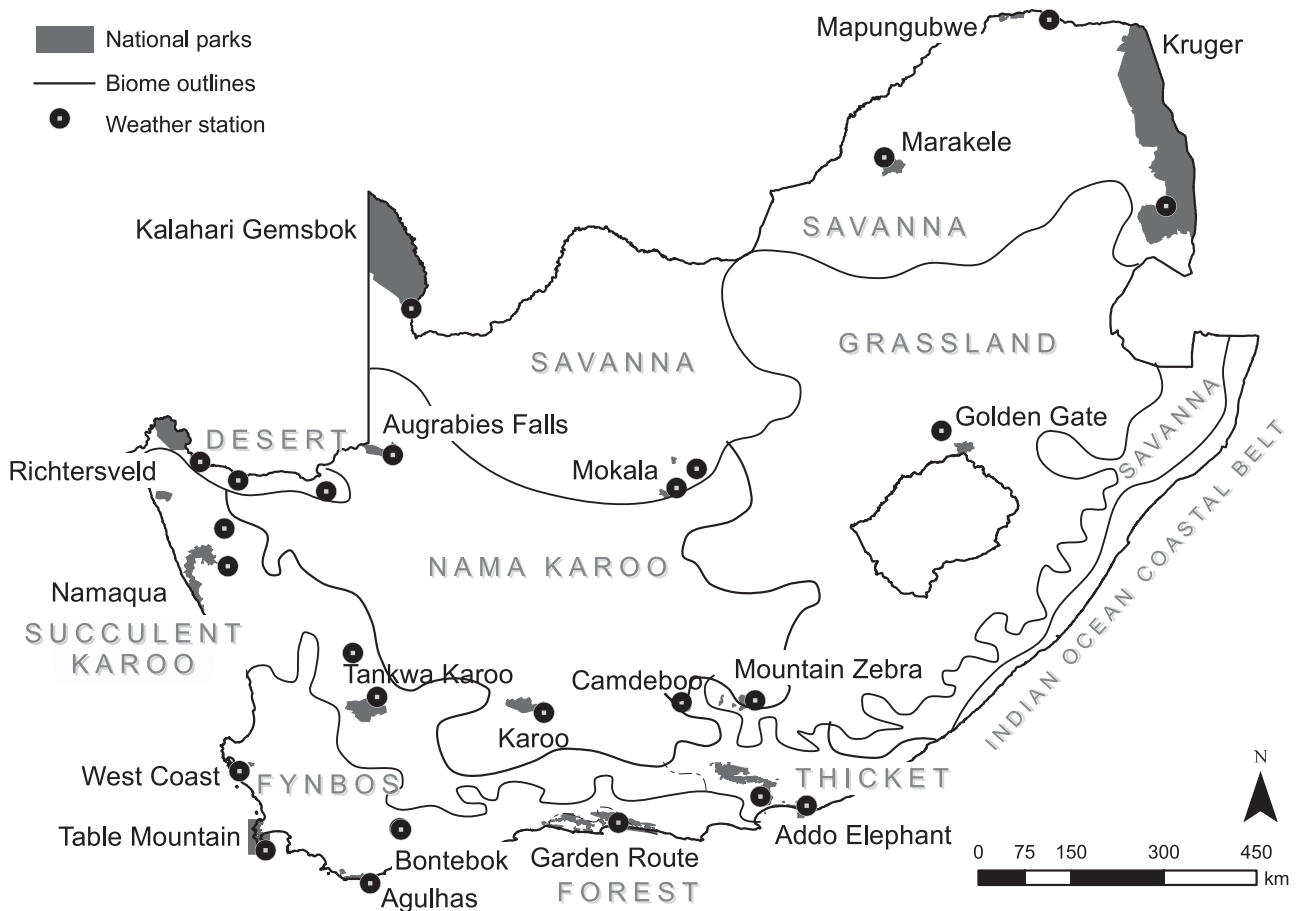 National parks
Biome outlines
Weather station
Mapungubwe
Kruger
Marakele
SAVANNA
Kalahari Gemsbok
GRASSLAND
SAVANNA
Augrabies Falls
Golden Gate
SAVANNA
DESERT
Richtersveld
Mokala
INDIAN OCEAN COASTAL BELT
NAMA KAROO
Namaqua
SUCCULENT
KAROO
Tankwa Karoo
Camdeboo
Mountain Zebra
Karoo
West Coast
FYNBOS
THICKET
Table Mountain
Addo Elephant
Bontebok
Garden Route
Agulhas
FOREST
N
0 75 150 300 450
km